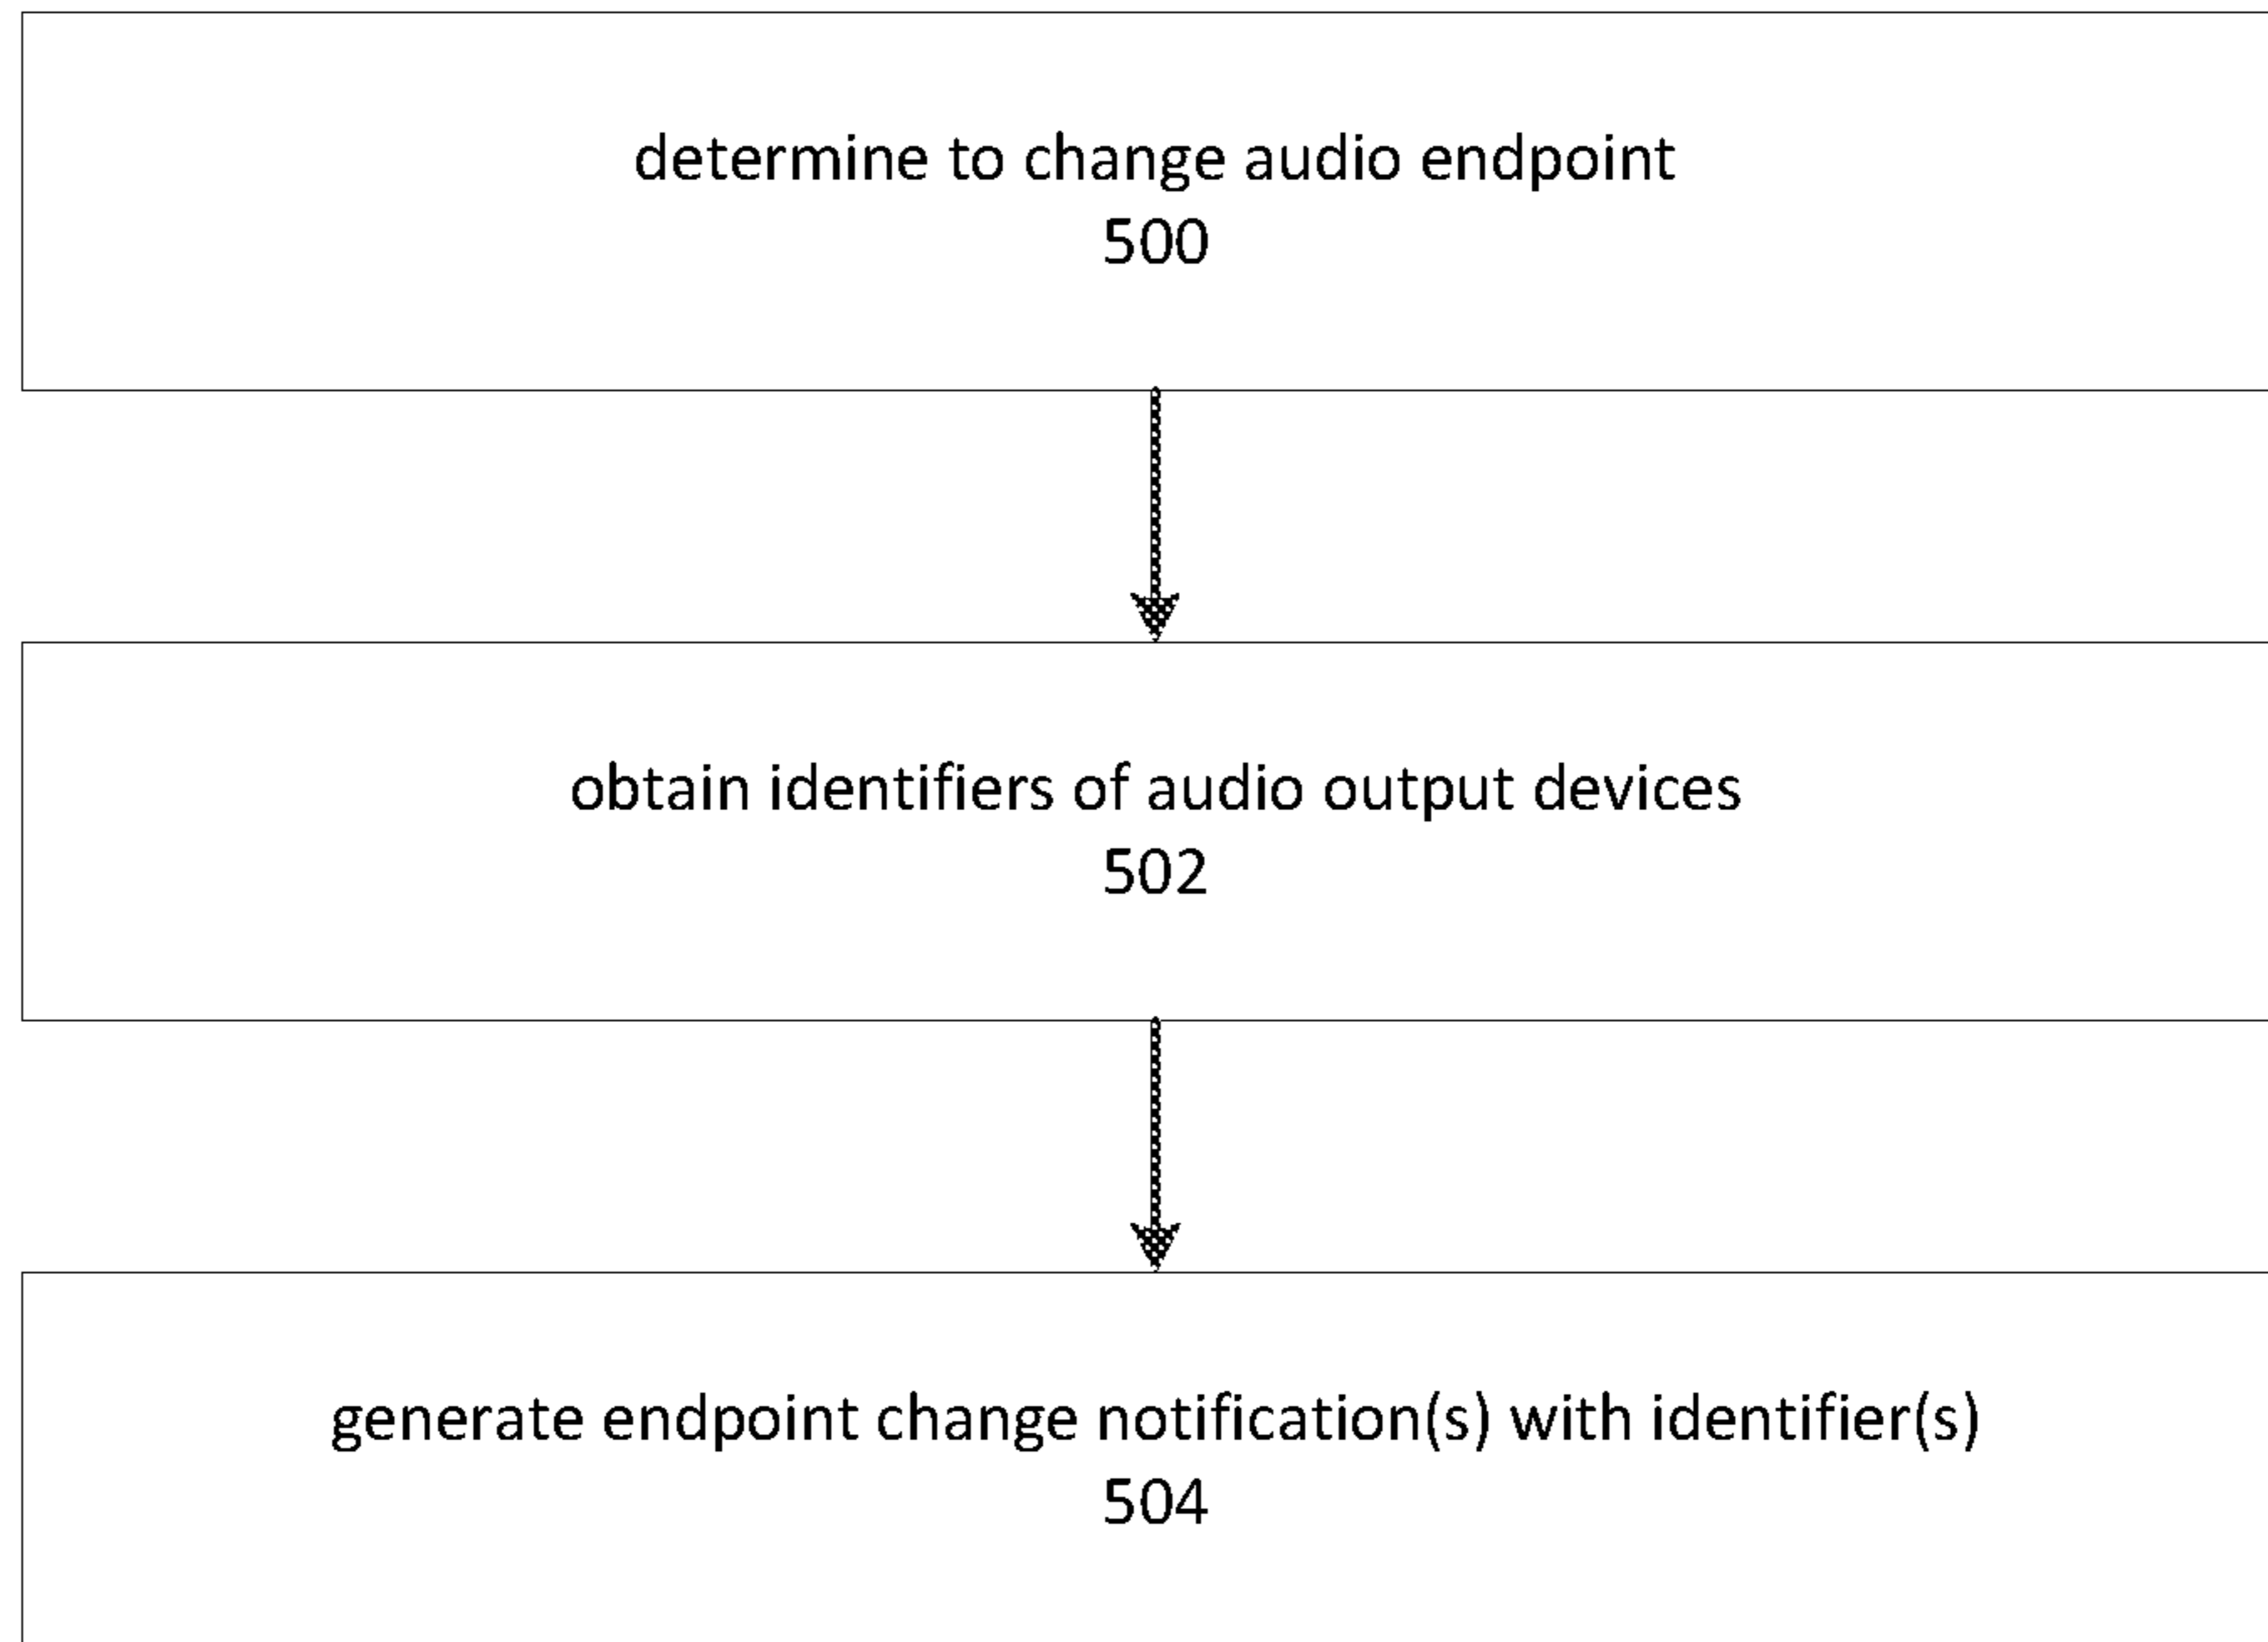 determine to change audio endpoint
500
obtain identifiers of audio output devices
502
generate endpoint change notification(s) with identifier(s)
504